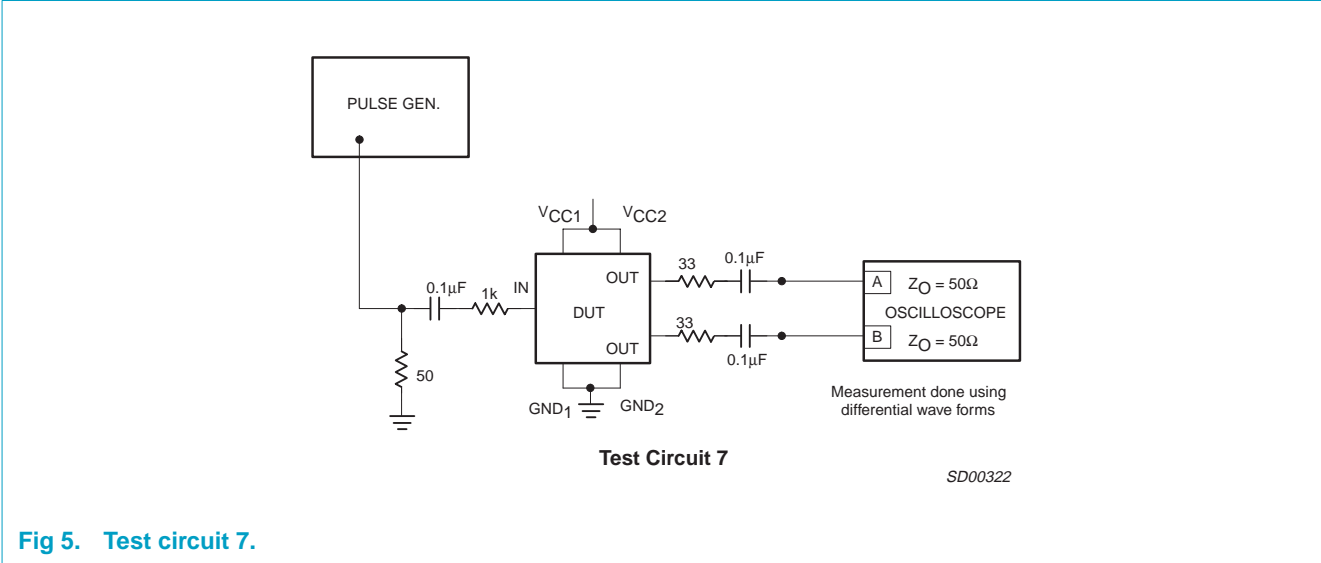 PULSE GEN.
VCC1 VCC2
0.1μF 1k IN
OUT
DUT
OUT
33 0.1μF
33
0.1μF
A ZO = 50Ω
OSCILLOSCOPE
B ZO = 50Ω
50
GND1 GND2
Measurement done using
differential wave forms
Test Circuit 7
SD00322
Fig 5. Test circuit 7.